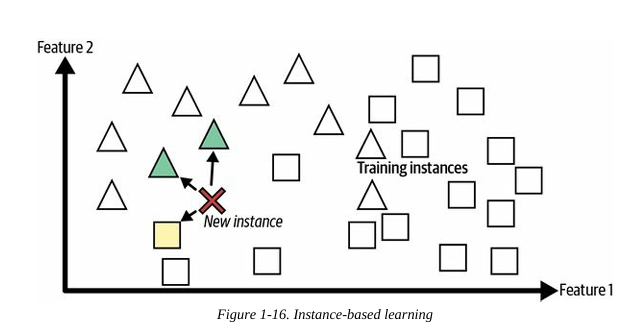 Feature 2
Training instances
New instance
Feature 1
Figure 1-16. Instance-based learning